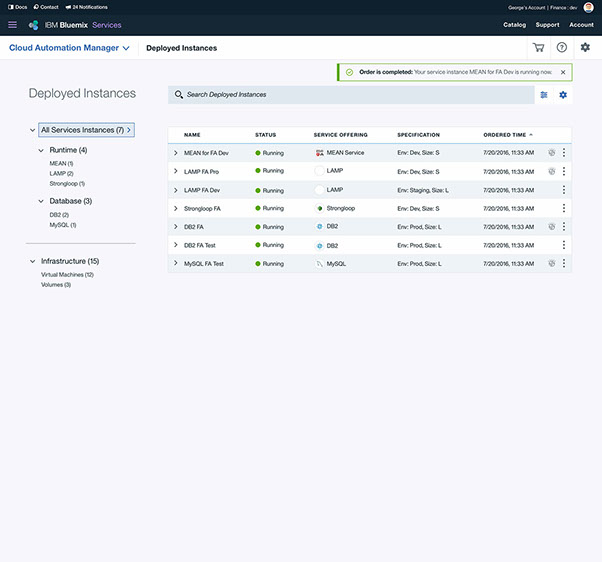 Docs Contact 24 Notifications George's Account | Finance : dev
IBM Bluemix Services Catalog Support Account
Cloud Automation Manager Deployed Instances
Order is completed: Your service instance MEAN for FA Dev is running now.
Deployed Instances
Search Deployed Instances
All Services Instances (7)
Runtime (4)
MEAN (1)
LAMP (2)
Strongloop (1)
Database (3)
DB2 (2)
MySQL (1)
Infrastructure (15)
Virtual Machines (12)
Volumes (3)
NAME STATUS SERVICE OFFERING SPECIFICATION ORDERED TIME
MEAN for FA Dev Running MEAN Service Env: Dev, Size: S 7/20/2016, 11:33 AM
LAMP FA Pro Running LAMP Env: Dev, Size: S 7/20/2016, 11:33 AM
LAMP FA Dev Running LAMP Env: Staging, Size: L 7/20/2016, 11:33 AM
Strongloop FA Running Strongloop Env: Dev, Size: S 7/20/2016, 11:33 AM
DB2 FA Running DB2 Env: Prod, Size: L 7/20/2016, 11:33 AM
DB2 FA Test Running DB2 Env: Prod, Size: L 7/20/2016, 11:33 AM
MySQL FA Test Running MySQL Env: Prod, Size: L 7/20/2016, 11:33 AM